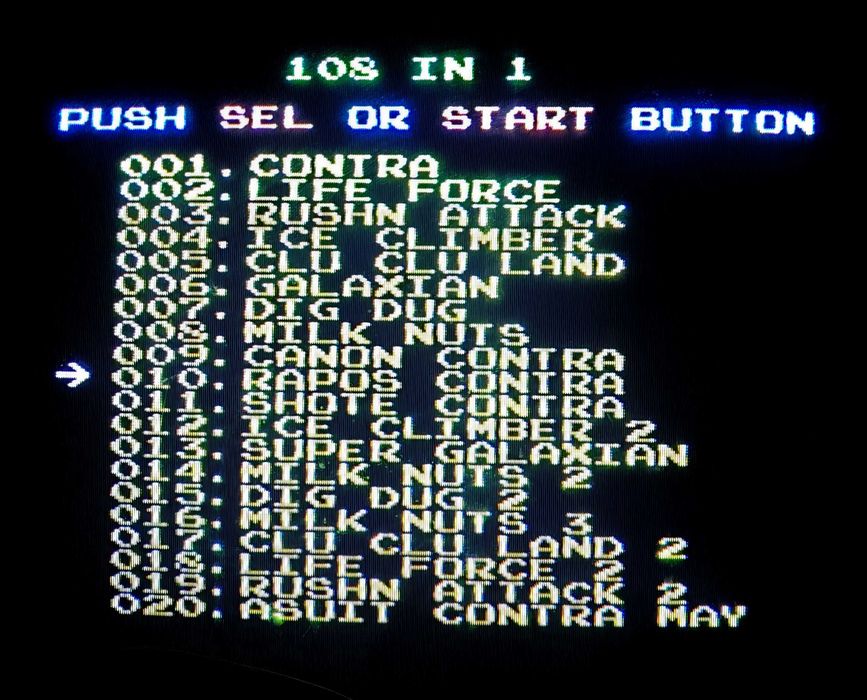 108 IN 1
PUSH SEL OR START BUTTON
001. CONTRA
002. LIFE FORCE
003. RUSHN ATTACK
004. ICE CLIMBER
005. CLU CLU LAND
006. GALAXIAN
007. DIG DUG
008. MILK NUTS
009. CANON CONTRA
→ 010. RAPOS CONTRA
011. SHOTE CONTRA
012. ICE CLIMBER 2
013. SUPER GALAXIAN
014. MILK NUTS 2
015. DIG DUG 2
016. MILK NUTS 3
017. CLU CLU LAND 2
018. LIFE FORCE 2
019. RUSHN ATTACK 2
020. ASUIT CONTRA MAY